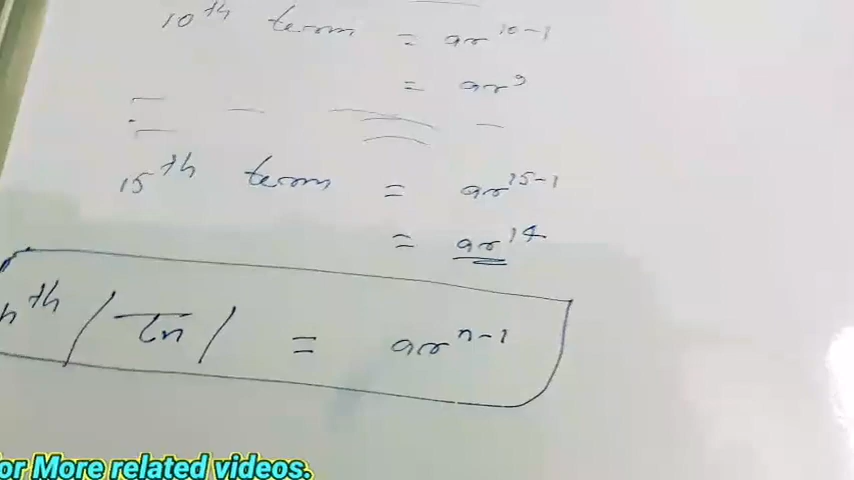 10th term = ar^10-1
= ar^9
15th term = ar^15-1
= ar^14
nth / Tn / = ar^n-1
or More related videos.